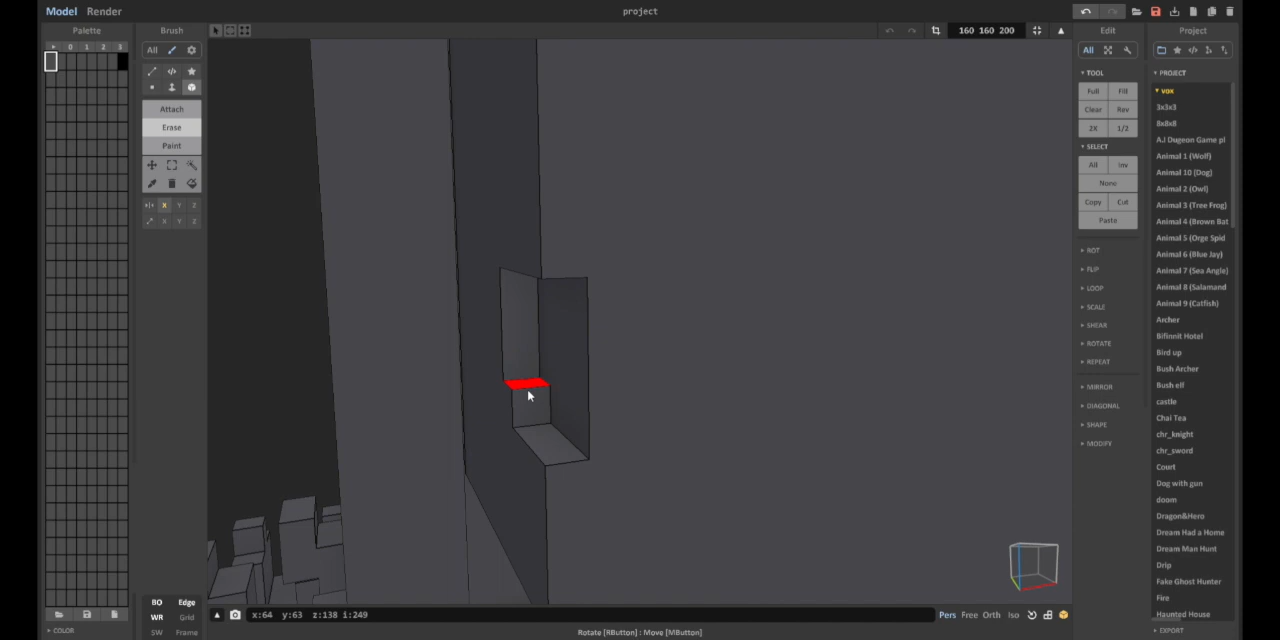 Model Render
project
Palette
0 1 2 3
COLOR
Brush
All
Attach
Erase
Paint
X Y Z
X Y Z
BO Edge
WR Grid
SW Frame
160 160 200
x:64 y:63 z:138 i:249
Pers Free Orth Iso
Rotate [RButton] : Move [MButton]
Edit
All
TOOL
Full Fill
Clear Rev
2X 1/2
SELECT
All Inv
None
Copy Cut
Paste
ROT
FLIP
LOOP
SCALE
SHEAR
ROTATE
REPEAT
MIRROR
DIAGONAL
SHAPE
MODIFY
Project
PROJECT
vox
3x3x3
8x8x8
A.I Dugeon Game pl
Animal 1 (Wolf)
Animal 10 (Dog)
Animal 2 (Owl)
Animal 3 (Tree Frog)
Animal 4 (Brown Bat
Animal 5 (Orge Spid
Animal 6 (Blue Jay)
Animal 7 (Sea Angle)
Animal 8 (Salamand
Animal 9 (Catfish)
Archer
Bifinnit Hotel
Bird up
Bush Archer
Bush elf
castle
Chai Tea
chr_knight
chr_sword
Court
Dog with gun
doom
Dragon&Hero
Dream Had a Home
Dream Man Hunt
Drip
Fake Ghost Hunter
Fire
Haunted House
EXPORT